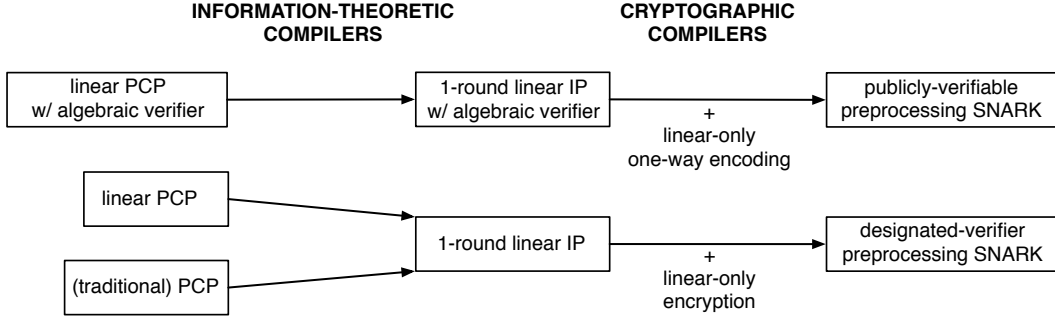 INFORMATION-THEORETIC
COMPILERS
CRYPTOGRAPHIC
COMPILERS
linear PCP
w/ algebraic verifier
1-round linear IP
w/ algebraic verifier
+
linear-only
one-way encoding
publicly-verifiable
preprocessing SNARK
linear PCP
(traditional) PCP
1-round linear IP
+
linear-only
encryption
designated-verifier
preprocessing SNARK